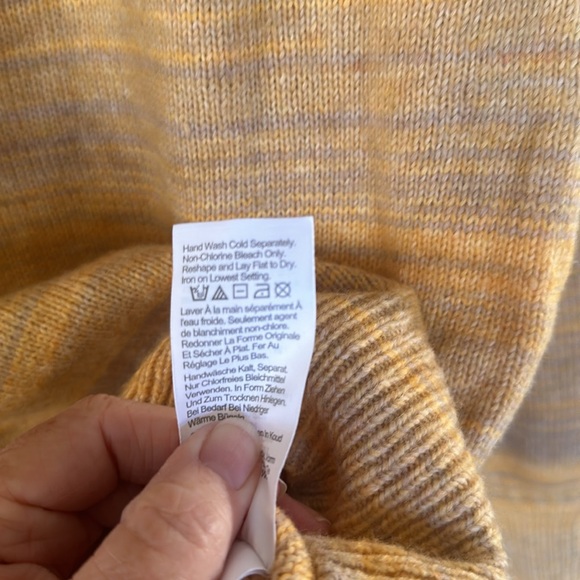 Hand Wash Cold Separately.
Non-Chlorine Bleach Only.
Reshape and Lay Flat to Dry.
Iron on Lowest Setting.
Laver À la main séparément À
l'eau froide. Seulement agent
de blanchiment non-chlore.
Redonner La Forme Originale
Et Sécher À Plat. Fer Au
Réglage Le Plus Bas.
Handwäsche Kalt, Separat.
Nur Chlorfreies Bleichmittel
Verwenden. In Form Ziehen
Und Zum Trocknen Hinlegen.
Bei Bedarf Bei Niedriger
Wärme
in Koud